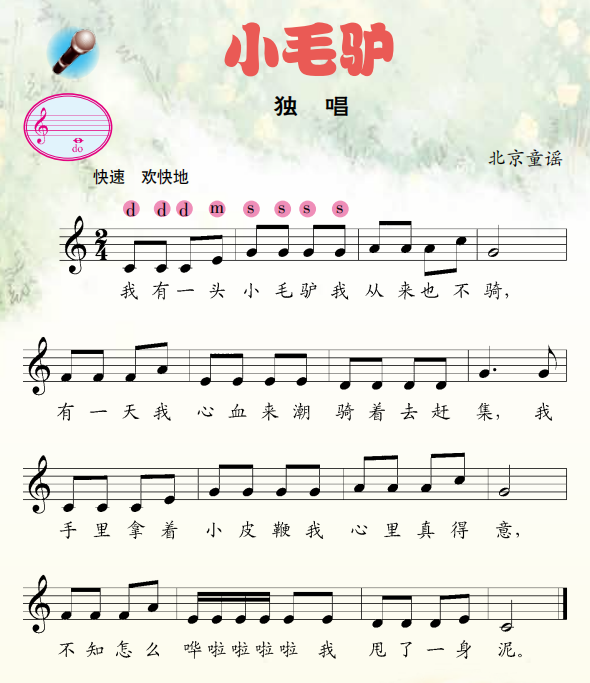 小毛驴
独 唱
do
北京童谣
快速 欢快地
d d d m s s s s
2
4
我 有 一 头 小 毛 驴 我 从 来 也 不 骑，
有 一 天 我 心 血 来 潮 骑 着 去 赶 集， 我
手 里 拿 着 小 皮 鞭 我 心 里 真 得 意，
不 知 怎 么 哗 啦 啦 啦 啦 我 甩 了 一 身 泥。